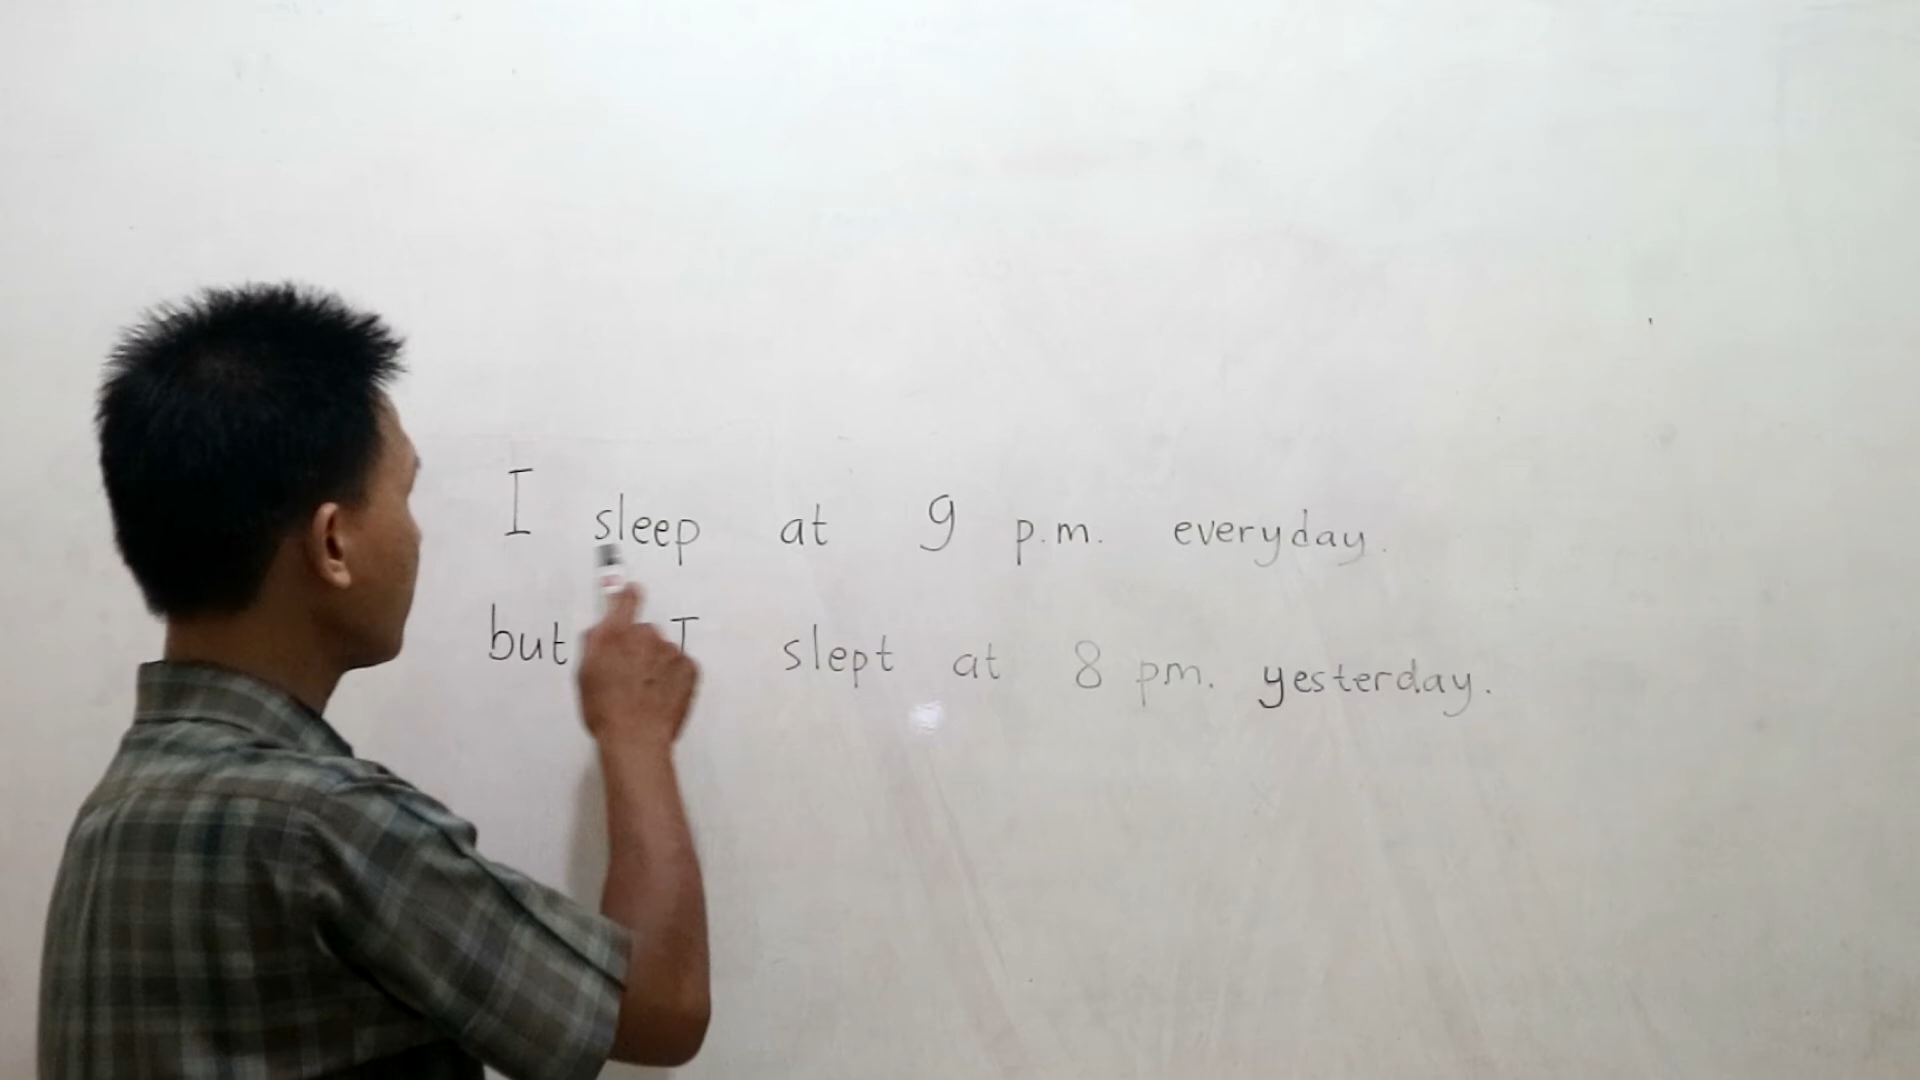 I sleep at 9 p.m. everyday.
but I slept at 8 pm. yesterday.